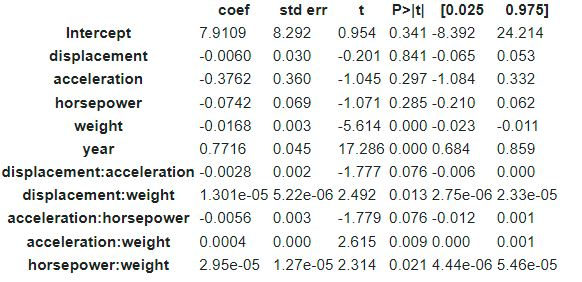 coef std err t P>|t| [0.025 0.975]
Intercept 7.9109 8.292 0.954 0.341 -8.392 24.214
displacement -0.0060 0.030 -0.201 0.841 -0.065 0.053
acceleration -0.3762 0.360 -1.045 0.297 -1.084 0.332
horsepower -0.0742 0.069 -1.071 0.285 -0.210 0.062
weight -0.0168 0.003 -5.614 0.000 -0.023 -0.011
year 0.7716 0.045 17.286 0.000 0.684 0.859
displacement:acceleration -0.0028 0.002 -1.777 0.076 -0.006 0.000
displacement:weight 1.301e-05 5.22e-06 2.492 0.013 2.75e-06 2.33e-05
acceleration:horsepower -0.0056 0.003 -1.779 0.076 -0.012 0.001
acceleration:weight 0.0004 0.000 2.615 0.009 0.000 0.001
horsepower:weight 2.95e-05 1.27e-05 2.314 0.021 4.44e-06 5.46e-05